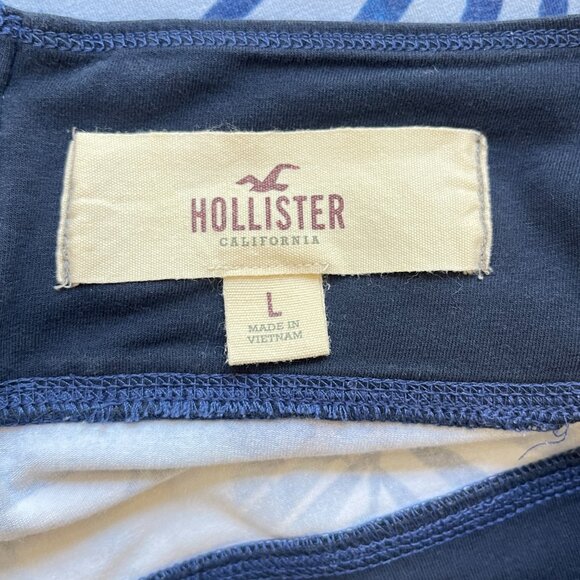 HOLLISTER
CALIFORNIA
L
MADE IN
VIETNAM